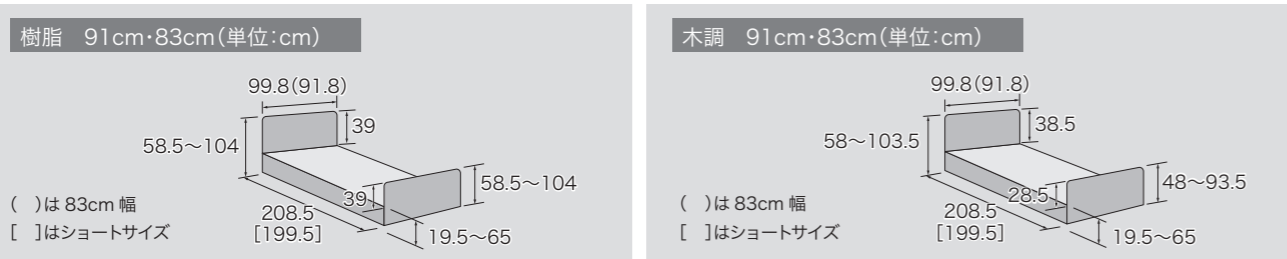 樹脂　91cm・83cm（単位：cm）
99.8（91.8）
39
58.5〜104
58.5〜104
39
（　）は 83cm 幅
208.5
［　］はショートサイズ
［199.5］
19.5〜65
木調　91cm・83cm（単位：cm）
99.8（91.8）
38.5
58〜103.5
48〜93.5
28.5
（　）は 83cm 幅
208.5
［　］はショートサイズ
［199.5］
19.5〜65